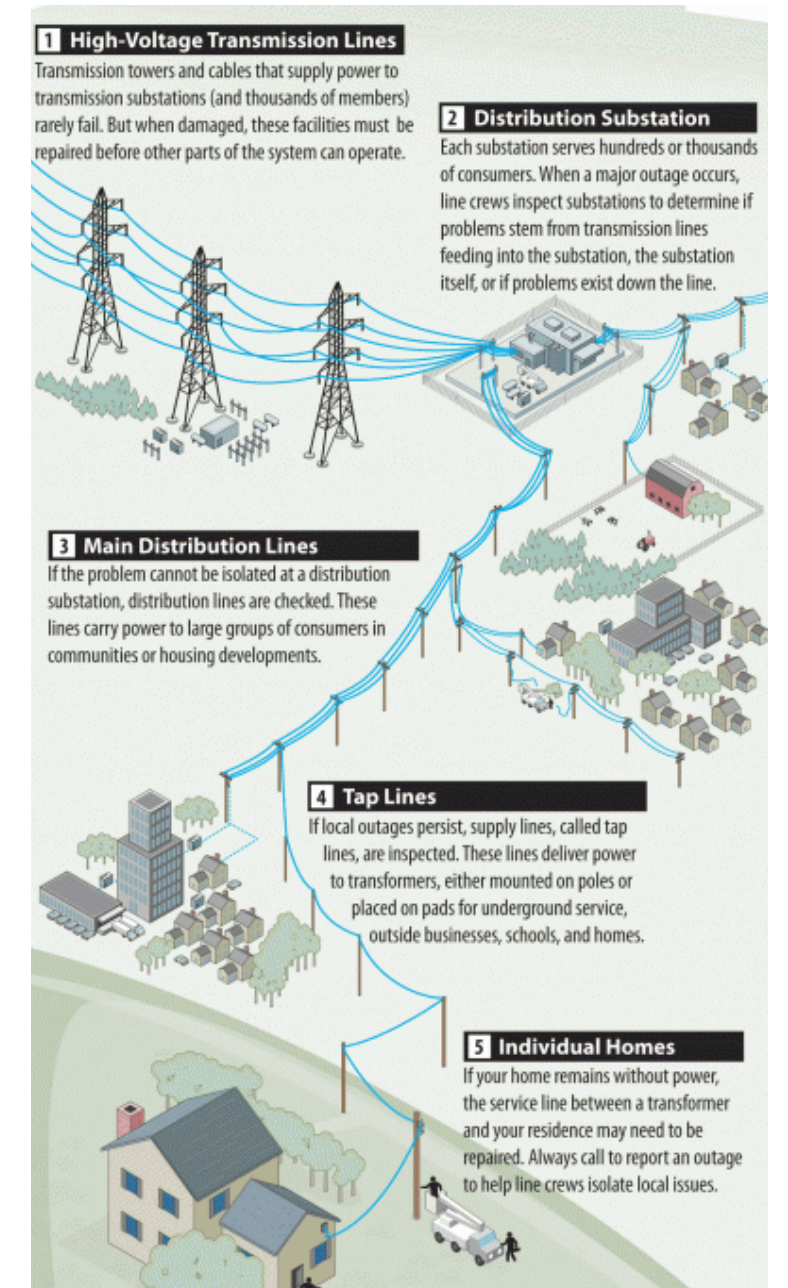 1 High-Voltage Transmission Lines
Transmission towers and cables that supply power to
transmission substations (and thousands of members)
rarely fail. But when damaged, these facilities must be
repaired before other parts of the system can operate.
2 Distribution Substation
Each substation serves hundreds or thousands
of consumers. When a major outage occurs,
line crews inspect substations to determine if
problems stem from transmission lines
feeding into the substation, the substation
itself, or if problems exist down the line.
3 Main Distribution Lines
If the problem cannot be isolated at a distribution
substation, distribution lines are checked. These
lines carry power to large groups of consumers in
communities or housing developments.
4 Tap Lines
If local outages persist, supply lines, called tap
lines, are inspected. These lines deliver power
to transformers, either mounted on poles or
placed on pads for underground service,
outside businesses, schools, and homes.
5 Individual Homes
If your home remains without power,
the service line between a transformer
and your residence may need to be
repaired. Always call to report an outage
to help line crews isolate local issues.